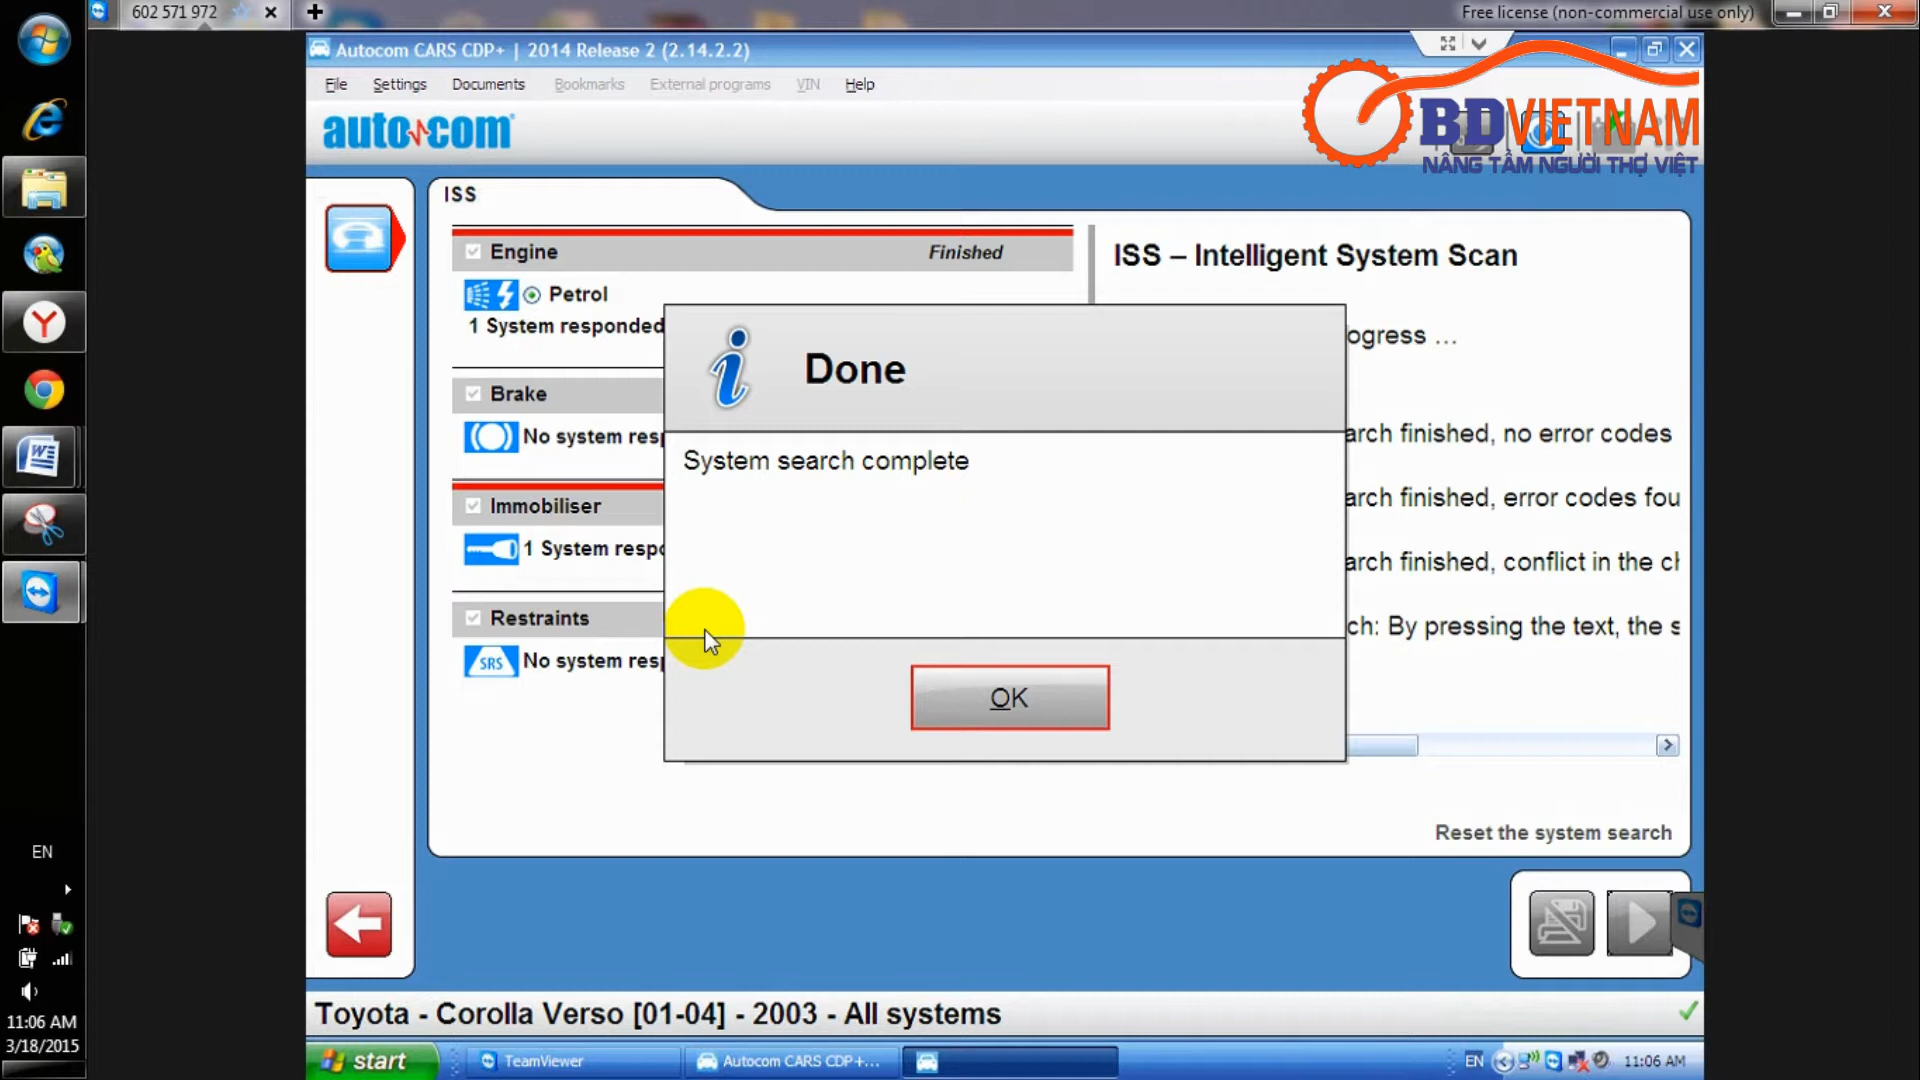 602 571 972
Free license (non-commercial use only)
Autocom CARS CDP+ | 2014 Release 2 (2.14.2.2)
File Settings Documents Bookmarks External programs VIN Help
auto com
BDVIETNAM
NÂNG TẦM NGƯỜI THỢ VIỆT
ISS
Engine Finished
ISS – Intelligent System Scan
Petrol
1 System responded
ogress ...
Done
Brake
No system resp
arch finished, no error codes
System search complete
arch finished, error codes fou
Immobiliser
1 System respo
arch finished, conflict in the ch
Restraints
ch: By pressing the text, the s
SRS No system resp
OK
Reset the system search
EN
Toyota - Corolla Verso [01-04] - 2003 - All systems
11:06 AM
3/18/2015
start TeamViewer Autocom CARS CDP+... EN 11:06 AM